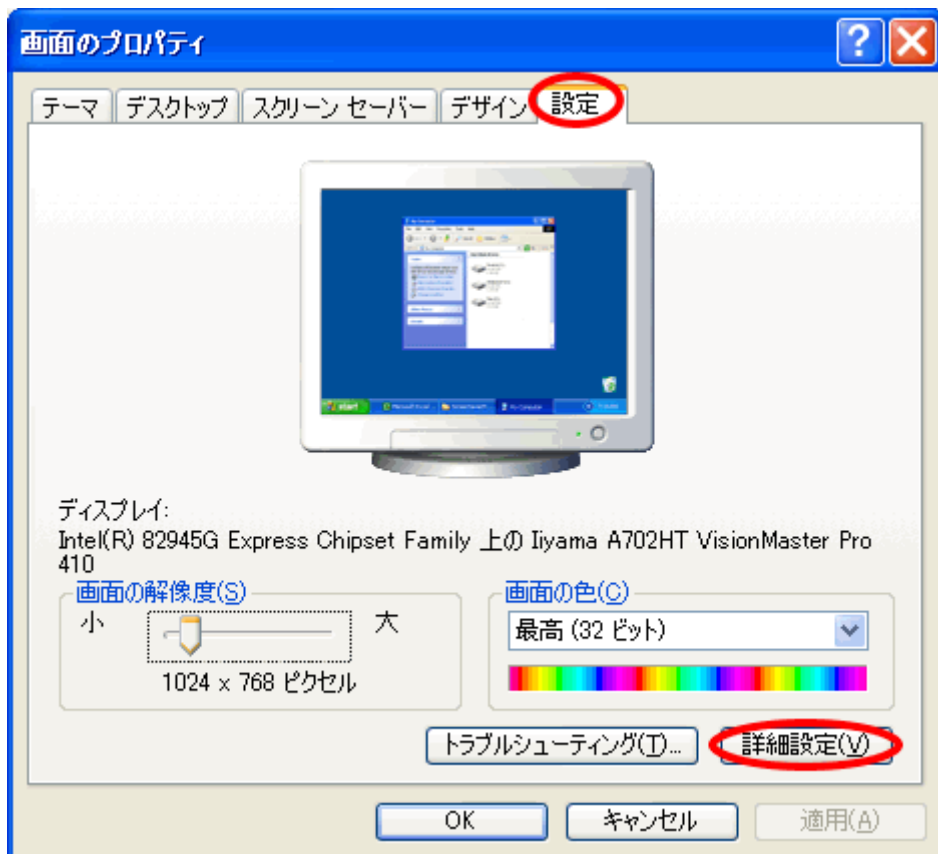 画面のプロパティ
テーマ デスクトップ スクリーン セーバー デザイン 設定
start
ディスプレイ:
Intel(R) 82945G Express Chipset Family 上の Iiyama A702HT VisionMaster Pro
410
画面の解像度(S) 画面の色(C)
小 大 最高 (32 ビット)
1024 x 768 ピクセル
トラブルシューティング(T)... 詳細設定(V)
OK キャンセル 適用(A)